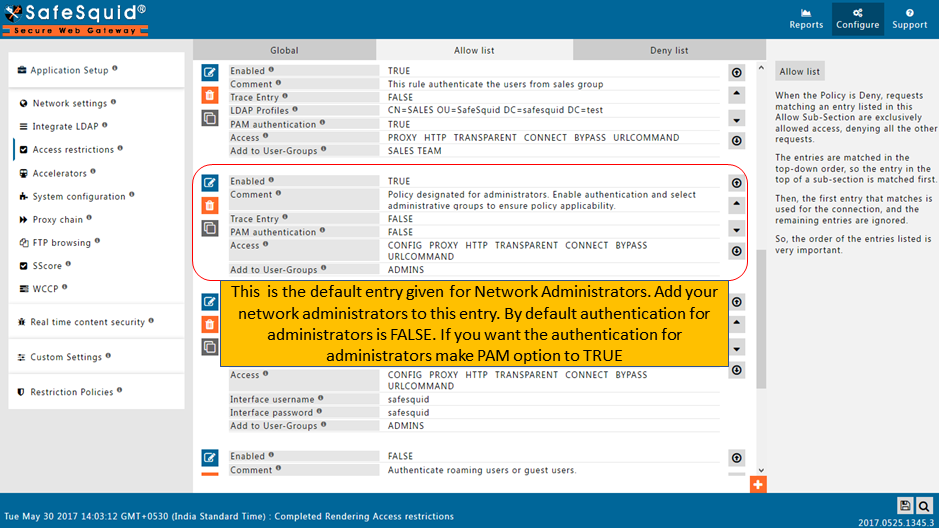 SafeSquid®
Secure Web Gateway
Reports
Configure
Support
Global
Allow list
Deny list
Application Setup
Network settings
Integrate LDAP
Access restrictions
Accelerators
System configuration
Proxy chain
FTP browsing
SScore
WCCP
Real time content security
Custom Settings
Restriction Policies
Enabled TRUE
Comment This rule authenticate the users from sales group
Trace Entry FALSE
LDAP Profiles CN=SALES OU=SafeSquid DC=safesquid DC=test
PAM authentication TRUE
Access PROXY HTTP TRANSPARENT CONNECT BYPASS URLCOMMAND
Add to User-Groups SALES TEAM
Enabled TRUE
Comment Policy designated for administrators. Enable authentication and select
administrative groups to ensure policy applicability.
Trace Entry FALSE
PAM authentication FALSE
Access CONFIG PROXY HTTP TRANSPARENT CONNECT BYPASS
URLCOMMAND
Add to User-Groups ADMINS
This is the default entry given for Network Administrators. Add your
network administrators to this entry. By default authentication for
administrators is FALSE. If you want the authentication for
administrators make PAM option to TRUE
Access CONFIG PROXY HTTP TRANSPARENT CONNECT BYPASS
URLCOMMAND
Interface username safesquid
Interface password safesquid
Add to User-Groups ADMINS
Enabled FALSE
Comment Authenticate roaming users or guest users.
Allow list
When the Policy is Deny, requests
matching an entry listed in this
Allow Sub-Section are exclusively
allowed access, denying all the other
requests.
The entries are matched in the
top-down order, so the entry in the
top of a sub-section is matched first.
Then, the first entry that matches is
used for the connection, and the
remaining entries are ignored.
So, the order of the entries listed is
very important.
Tue May 30 2017 14:03:12 GMT+0530 (India Standard Time) : Completed Rendering Access restrictions
2017.0525.1345.3